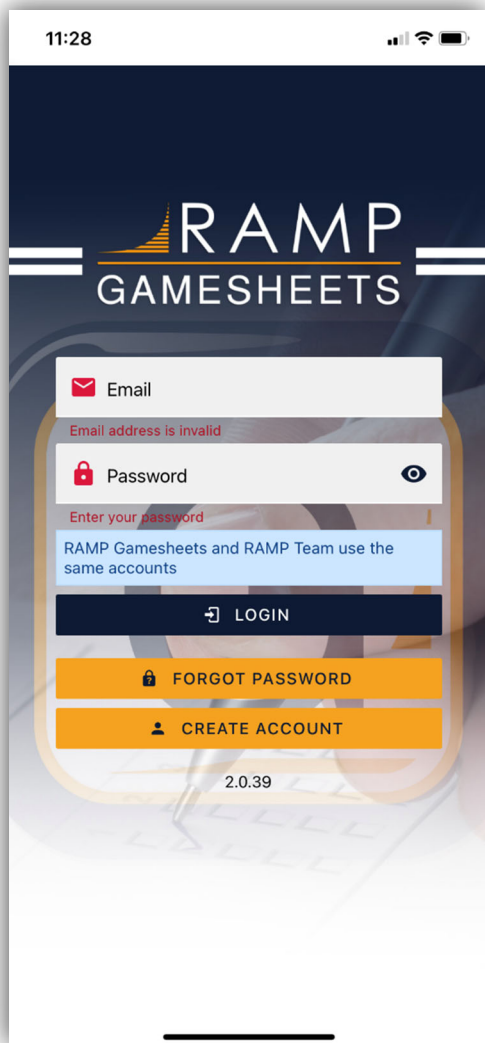 11:28
RAMP
GAMESHEETS
Email
Email address is invalid
Password
Enter your password
RAMP Gamesheets and RAMP Team use the
same accounts
LOGIN
FORGOT PASSWORD
CREATE ACCOUNT
2.0.39